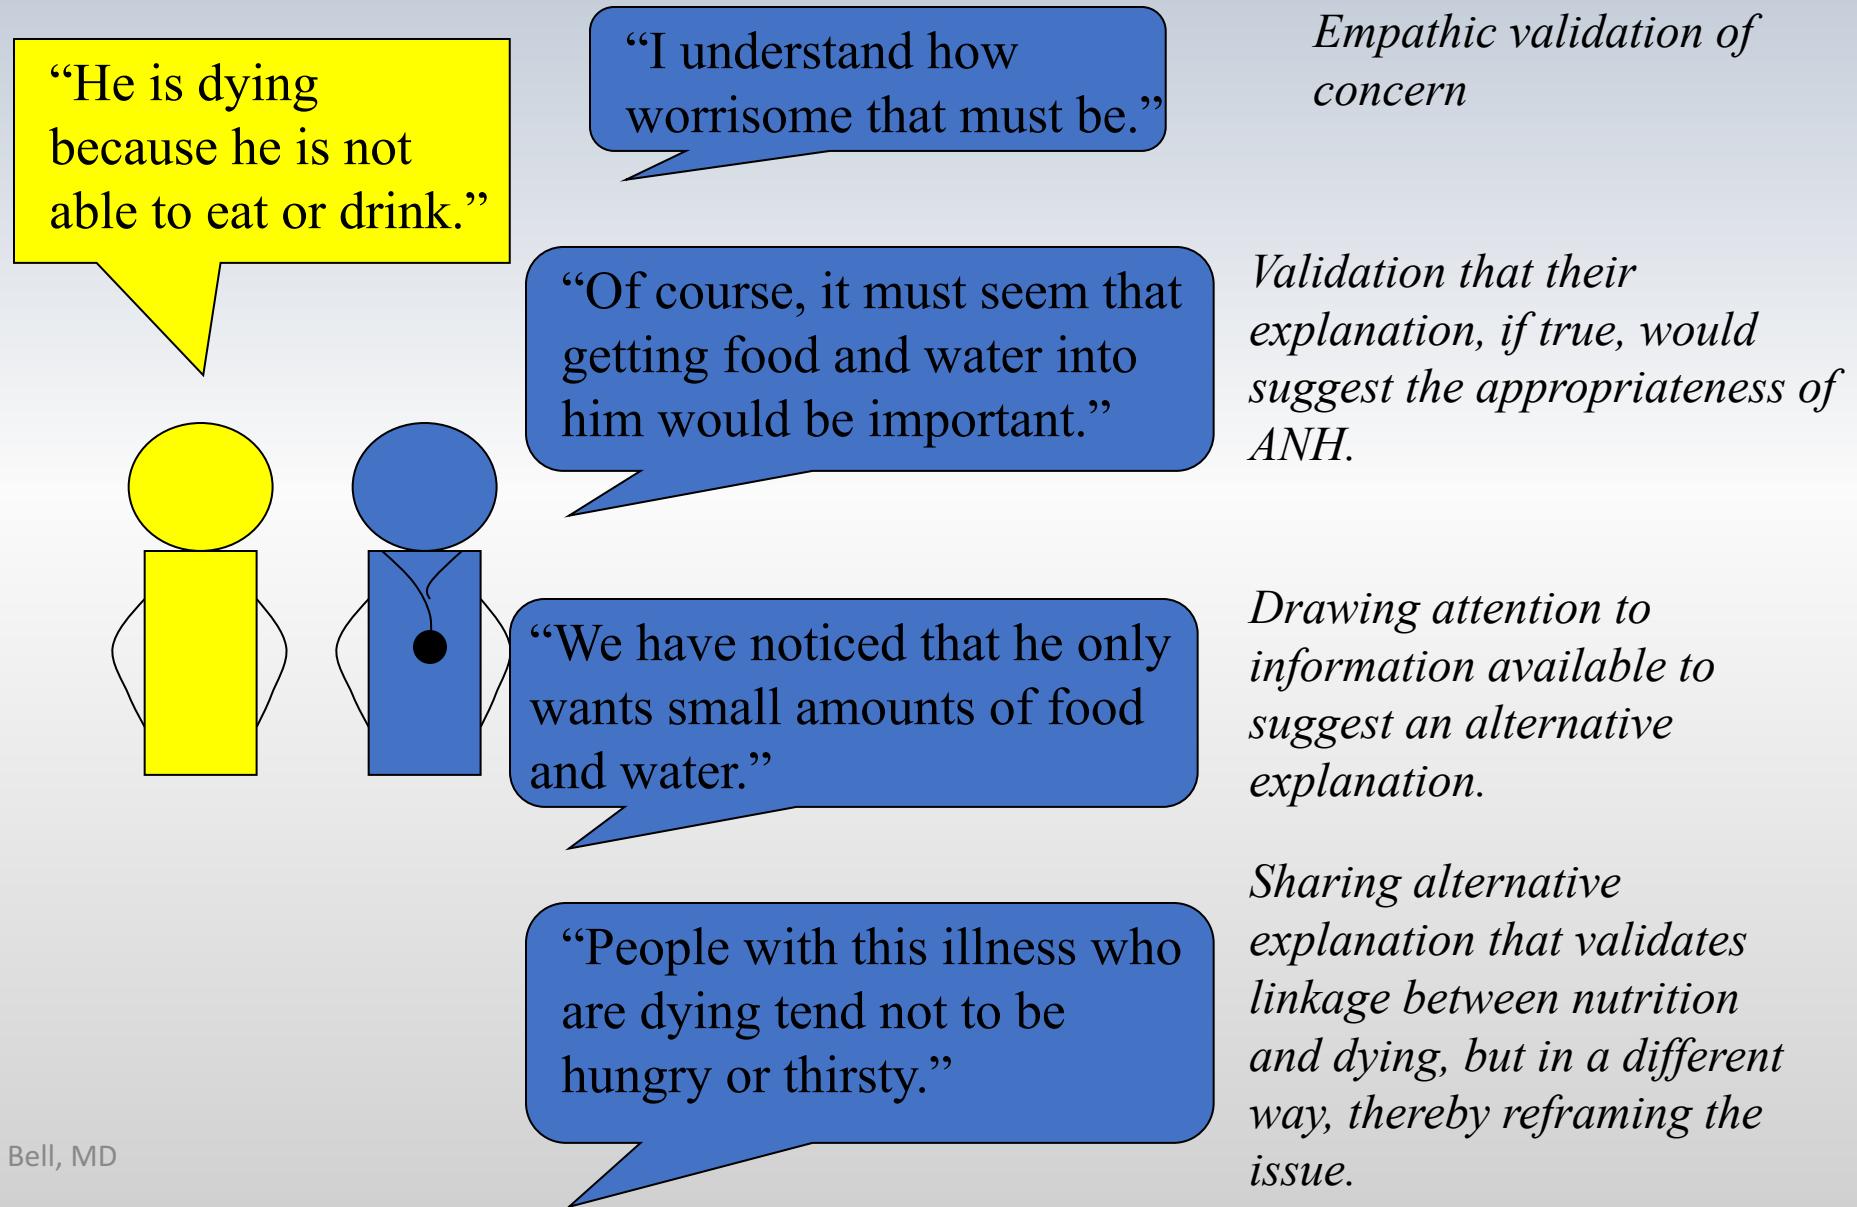 “He is dying
because he is not
able to eat or drink.”
“I understand how
worrisome that must be.”
Empathic validation of
concern
“Of course, it must seem that
getting food and water into
him would be important.”
Validation that their
explanation, if true, would
suggest the appropriateness of
ANH.
“We have noticed that he only
wants small amounts of food
and water.”
Drawing attention to
information available to
suggest an alternative
explanation.
“People with this illness who
are dying tend not to be
hungry or thirsty.”
Sharing alternative
explanation that validates
linkage between nutrition
and dying, but in a different
way, thereby reframing the
issue.
Bell, MD